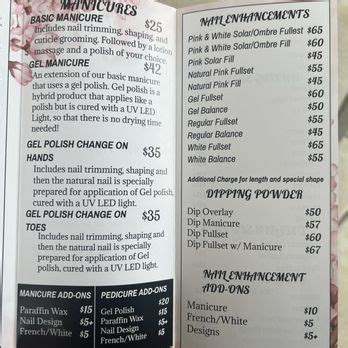 MANICURES
BASIC MANICURE $25
Includes nail trimming, shaping, and
cuticle grooming. Followed by a lotion
massage and a polish of your choice.
GEL MANICURE $42
An extension of our basic manicure
that uses a gel polish. Gel polish is a
hybrid product that applies like a
polish but is cured with a UV LED
Light, so that there is no drying time
needed!
GEL POLISH CHANGE ON
HANDS $35
Includes nail trimming, shaping and
then the natural nail is specially
prepared for application of Gel polish,
cured with a UV LED light.
GEL POLISH CHANGE ON $35
TOES
Includes nail trimming, shaping and
then the natural nail is specially
prepared for application of Gel
polish, cured with a UV LED light.
MANICURE ADD-ONS
Paraffin Wax $15
Nail Design $5+
French/White $5
PEDICURE ADD-ONS
Gel Polish $20
Paraffin Wax $15
Nail Design $5+
French/White $5
NAIL ENHANCEMENTS
Pink & White Solar/Ombre Fullest $65
Pink & White Solar/Ombre Fill $60
Pink Solar Fill $45
Natural Pink Fullset $55
Natural Pink Fill $45
Gel Fullset $60
Gel Balance $50
Regular Fullset $55
Regular Balance $45
White Fullset $65
White Balance $55
Additional Charge for length and special shape
DIPPING POWDER
Dip Overlay $50
Dip Manicure $57
Dip Fullset $60
Dip Fullset w/ Manicure $67
NAIL ENHANCEMENT
ADD-ONS
Manicure $10
French/White $5
Designs $5+